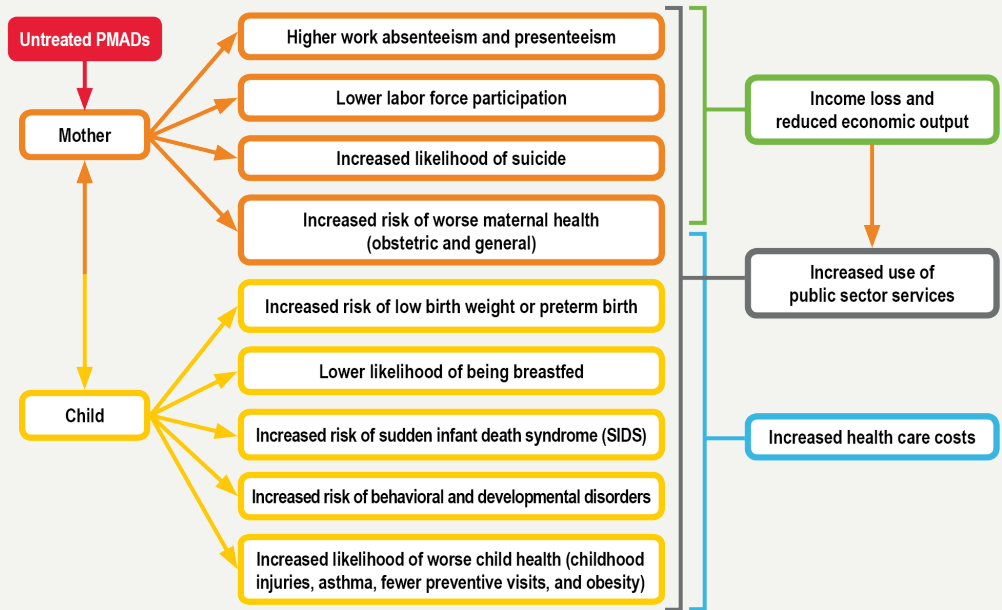 Untreated PMADs
Mother
Child
Higher work absenteeism and presenteeism
Lower labor force participation
Increased likelihood of suicide
Increased risk of worse maternal health
(obstetric and general)
Increased risk of low birth weight or preterm birth
Lower likelihood of being breastfed
Increased risk of sudden infant death syndrome (SIDS)
Increased risk of behavioral and developmental disorders
Increased likelihood of worse child health (childhood
injuries, asthma, fewer preventive visits, and obesity)
Income loss and
reduced economic output
Increased use of
public sector services
Increased health care costs